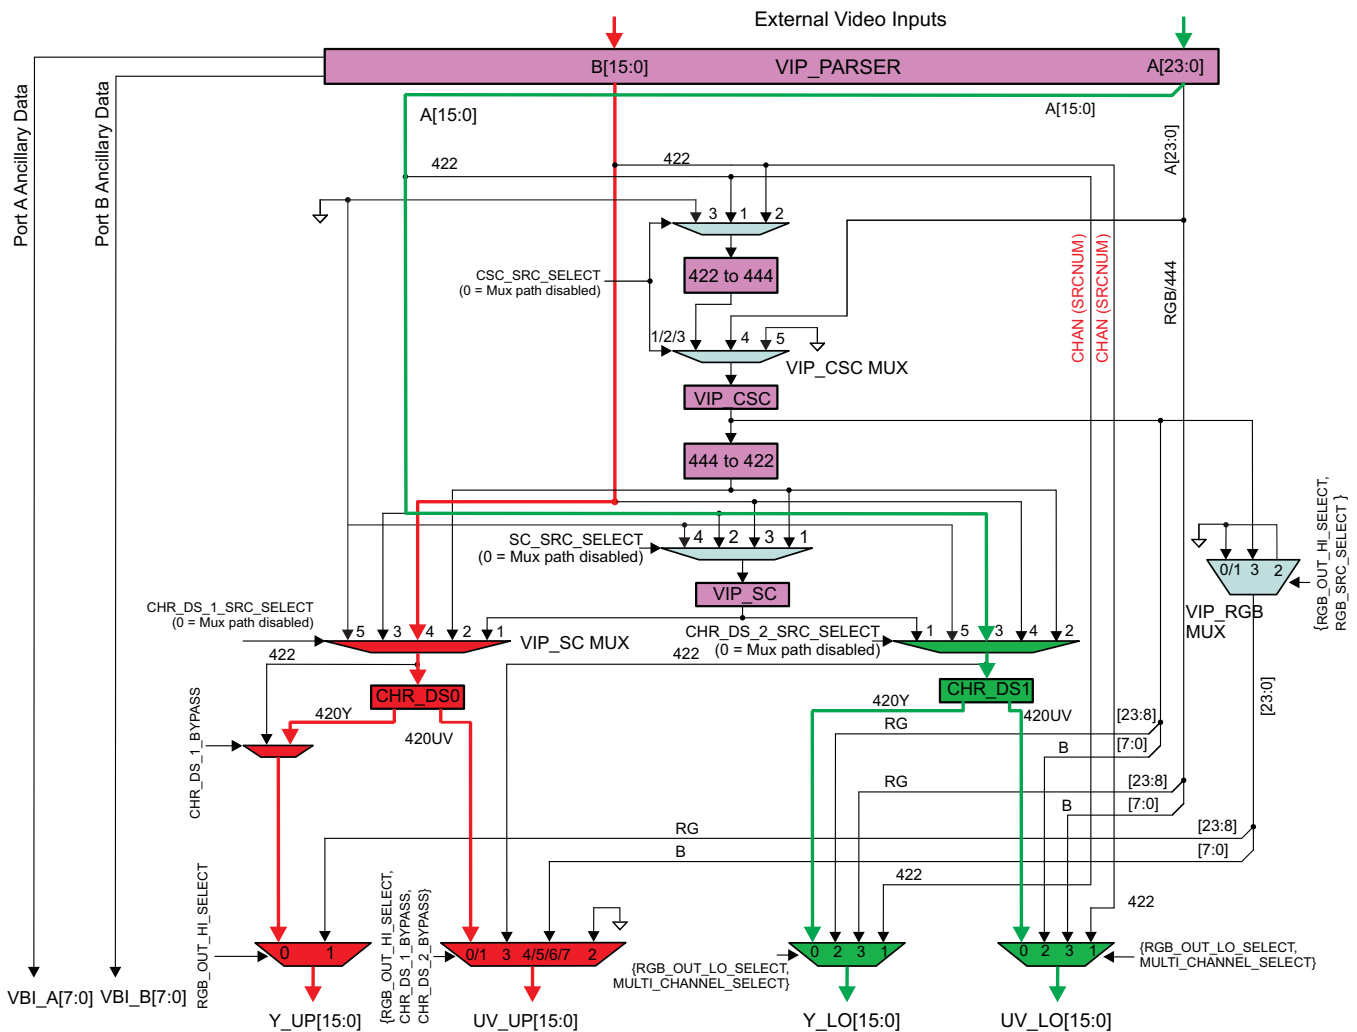 External Video Inputs
B[15:0]
VIP_PARSER
A[23:0]
Port A Ancillary Data
Port B Ancillary Data
A[15:0]
A[15:0]
A[23:0]
422
422
3
1
2
CSC_SRC_SELECT
(0 = Mux path disabled)
422 to 444
CHAN (SRCNUM)
CHAN (SRCNUM)
RGB/444
1/2/3
4
5
VIP_CSC MUX
VIP_CSC
444 to 422
SC_SRC_SELECT
(0 = Mux path disabled)
4
2
3
1
VIP_SC
{RGB_OUT_HI_SELECT,
RGB_SRC_SELECT }
0/1
3
2
VIP_RGB
MUX
CHR_DS_1_SRC_SELECT
(0 = Mux path disabled)
5
3
4
2
1
VIP_SC MUX
CHR_DS_2_SRC_SELECT
(0 = Mux path disabled)
1
5
3
4
2
422
422
CHR_DS0
CHR_DS1
[23:0]
CHR_DS_1_BYPASS
420Y
420UV
420Y
420UV
RG
[23:8]
B
[7:0]
RG
[23:8]
B
[7:0]
RG
[23:8]
B
[7:0]
422
422
RGB_OUT_HI_SELECT
0
1
{RGB_OUT_HI_SELECT,
CHR_DS_1_BYPASS,
CHR_DS_2_BYPASS}
0/1
3
4/5/6/7
2
{RGB_OUT_LO_SELECT,
MULTI_CHANNEL_SELECT}
0
2
3
1
0
2
3
1
{RGB_OUT_LO_SELECT,
MULTI_CHANNEL_SELECT}
VBI_A[7:0]
VBI_B[7:0]
Y_UP[15:0]
UV_UP[15:0]
Y_LO[15:0]
UV_LO[15:0]